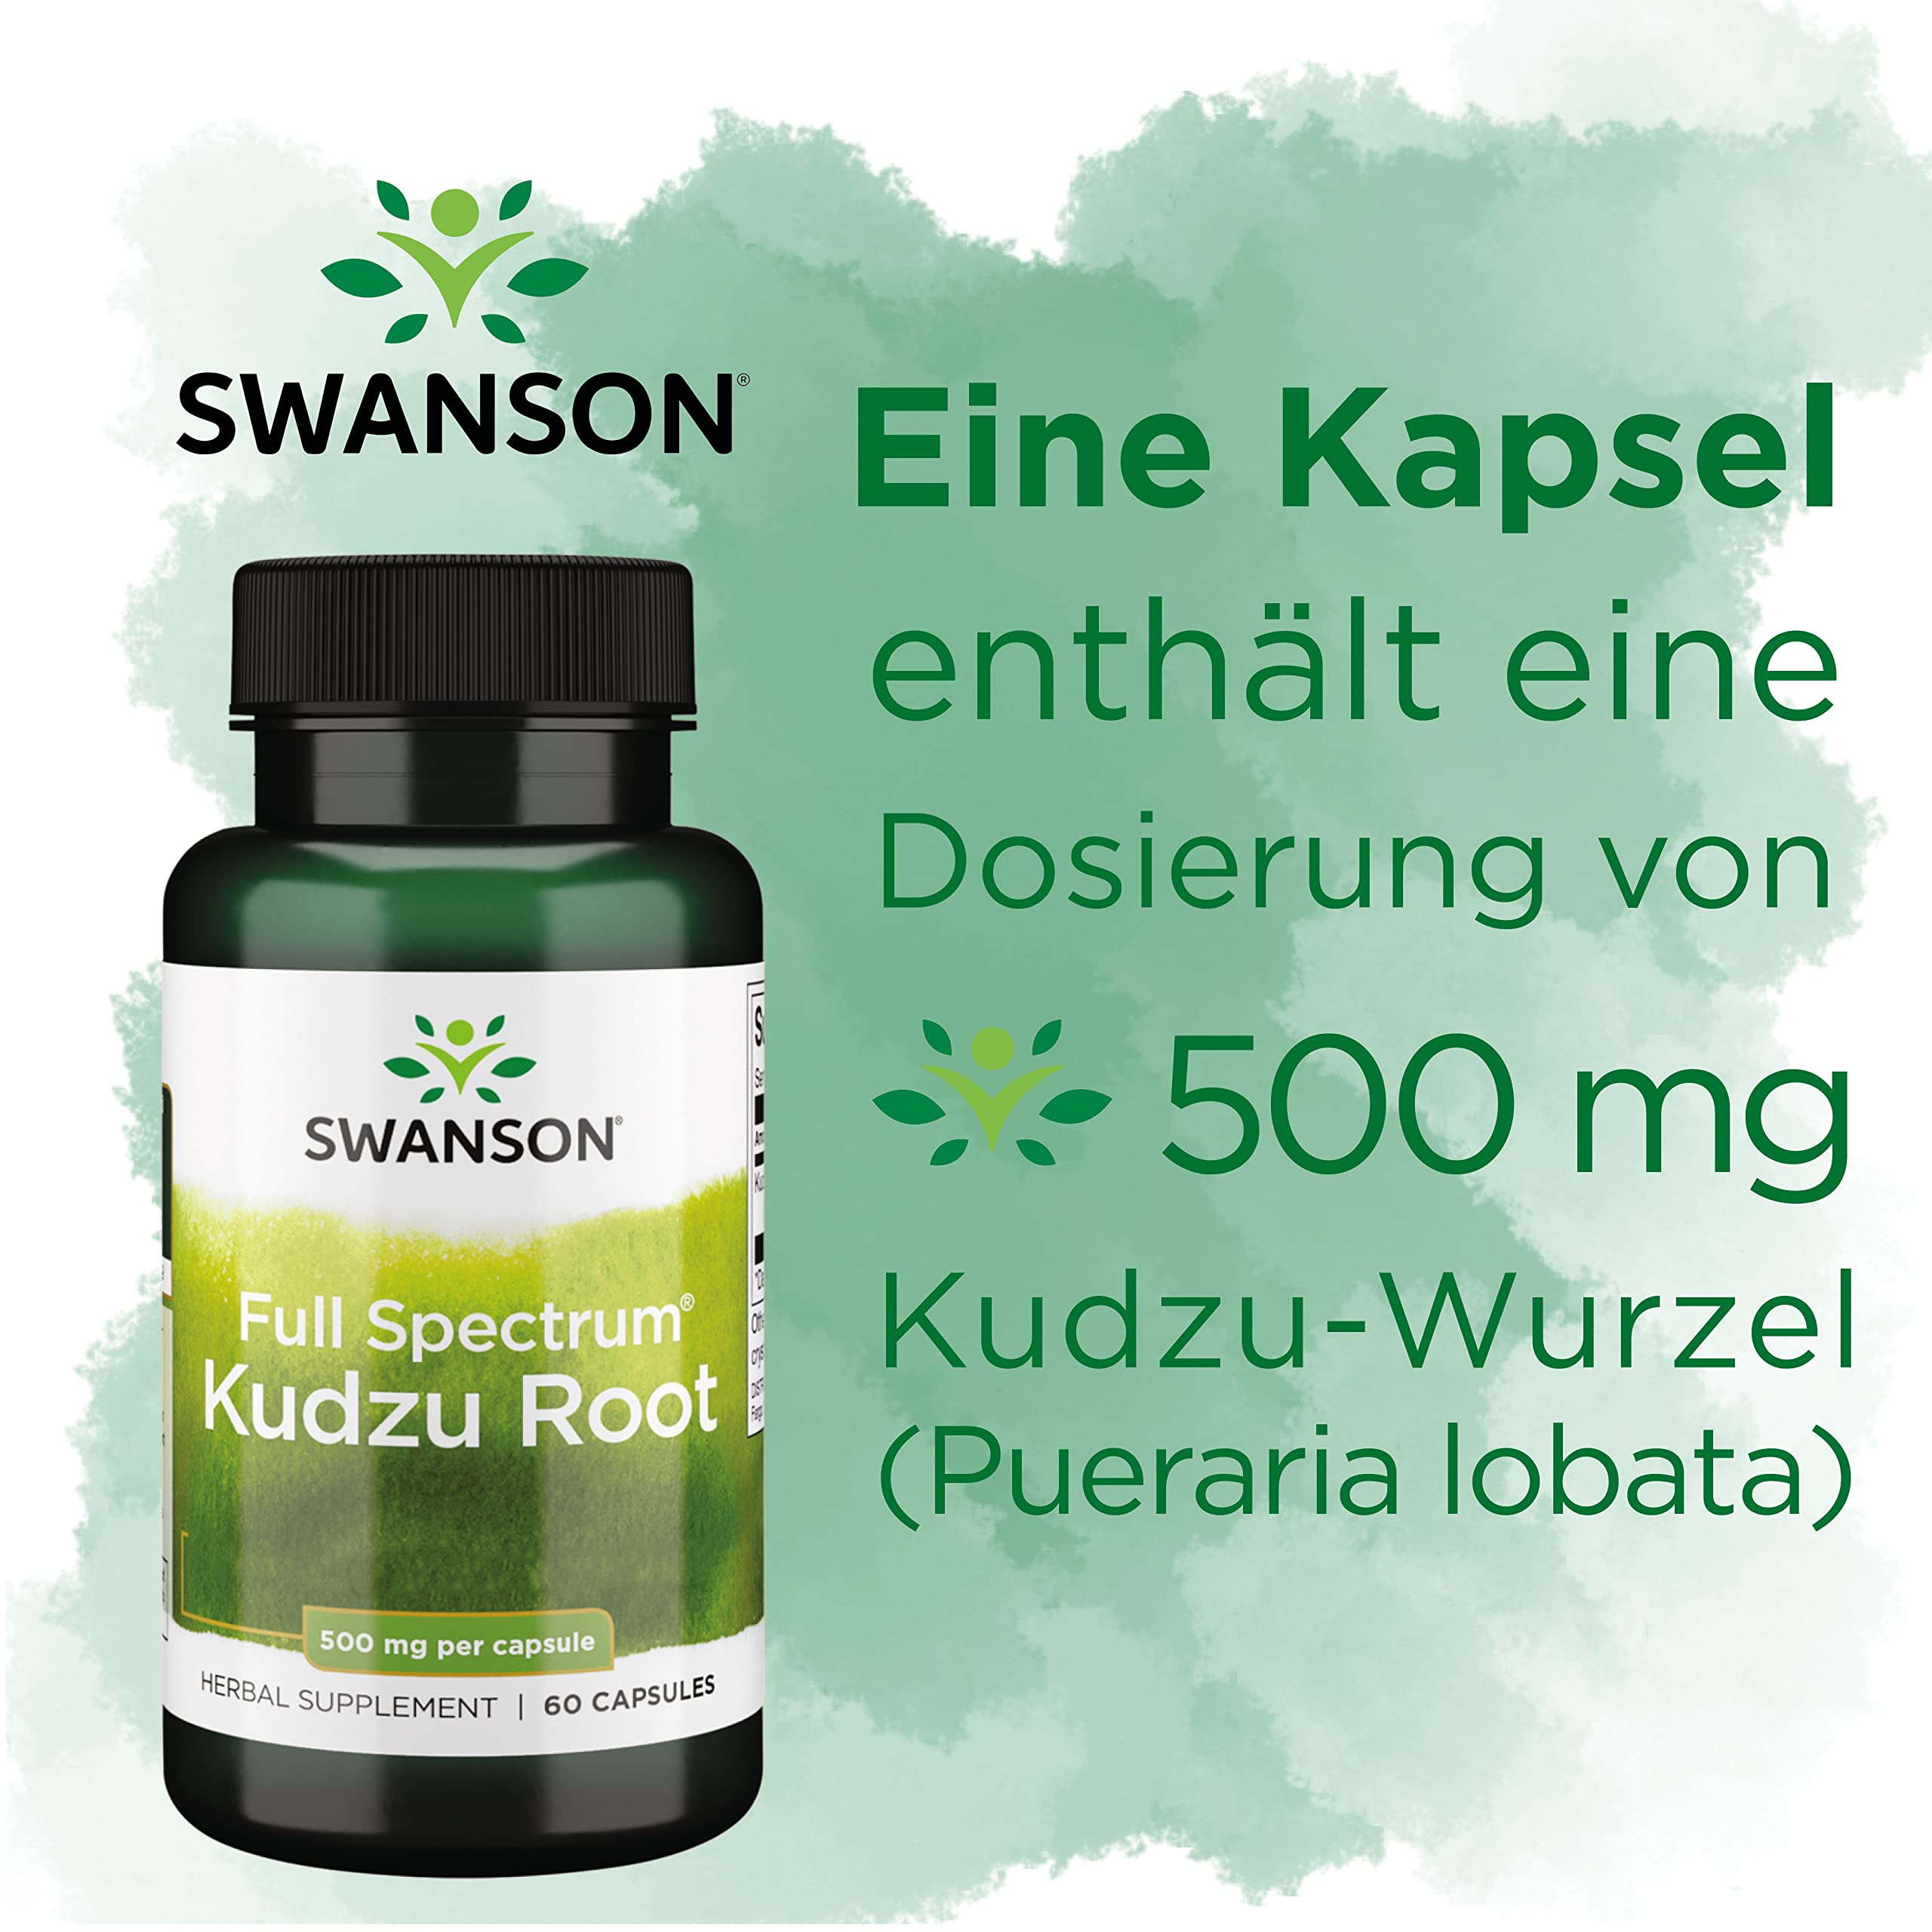 SWANSON®
Eine Kapsel
enthält eine
Dosierung von
500 mg
Kudzu-Wurzel
(Pueraria lobata)
SWANSON®
Full Spectrum®
Kudzu Root
500 mg per capsule
HERBAL SUPPLEMENT | 60 CAPSULES